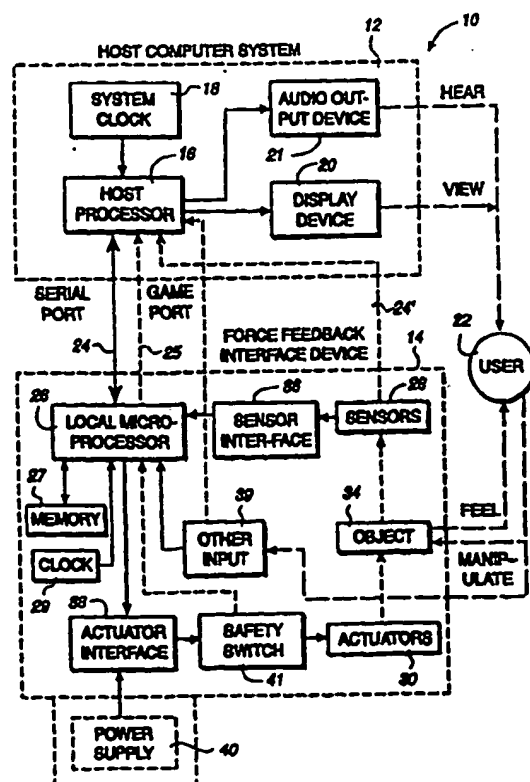 10
HOST COMPUTER SYSTEM
12
SYSTEM
CLOCK
18
AUDIO OUT-
PUT DEVICE
21
HEAR
16
HOST
PROCESSOR
20
DISPLAY
DEVICE
VIEW
SERIAL
PORT
GAME
PORT
24
25
24'
FORCE FEEDBACK
INTERFACE DEVICE
14
22
USER
26
LOCAL MICRO-
PROCESSOR
36
SENSOR
INTER-FACE
SENSORS
28
27
MEMORY
CLOCK
29
39
OTHER
INPUT
34
OBJECT
FEEL
MANIP-
ULATE
38
ACTUATOR
INTERFACE
SAFETY
SWITCH
41
ACTUATORS
30
POWER
SUPPLY
40